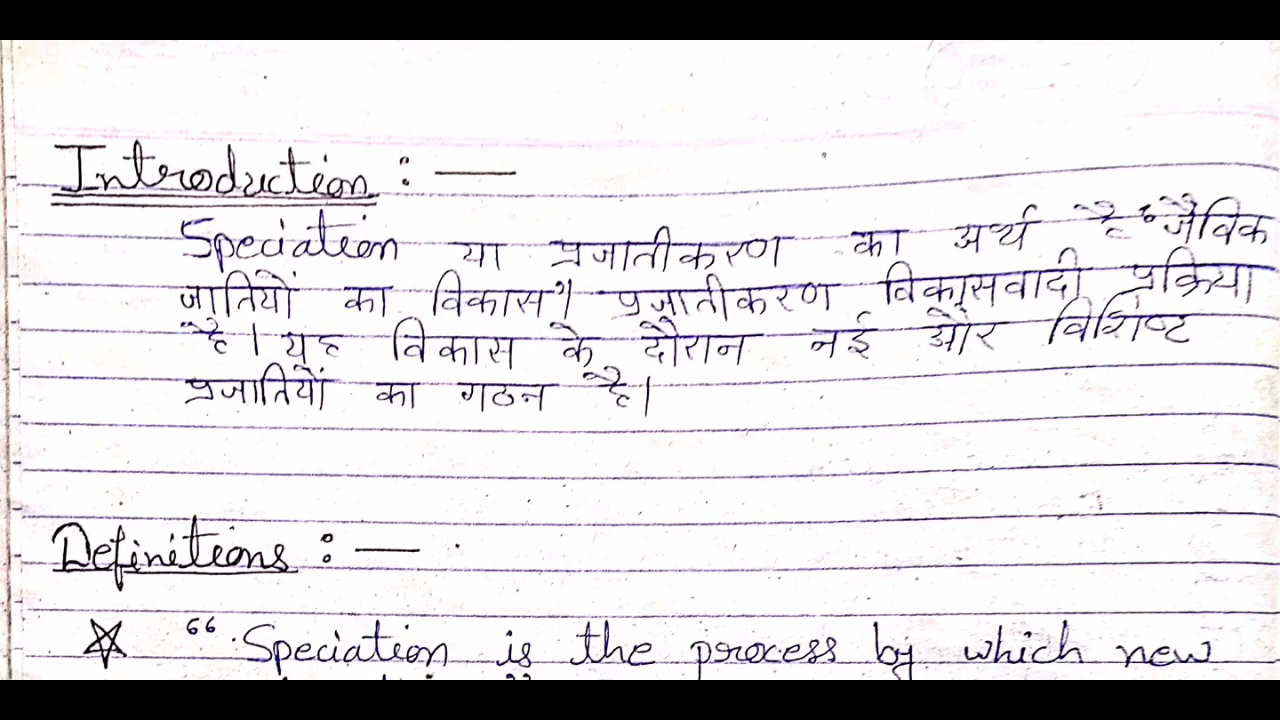 Introduction : —
Speciation या प्रजातीकरण का अर्थ है “जैविक
जातियों का विकास”। प्रजातीकरण विकासवादी प्रक्रिया
है। यह विकास के दौरान नई और विशिष्ट
प्रजातियों का गठन है।
Definitions : —
☆ “Speciation is the process by which new